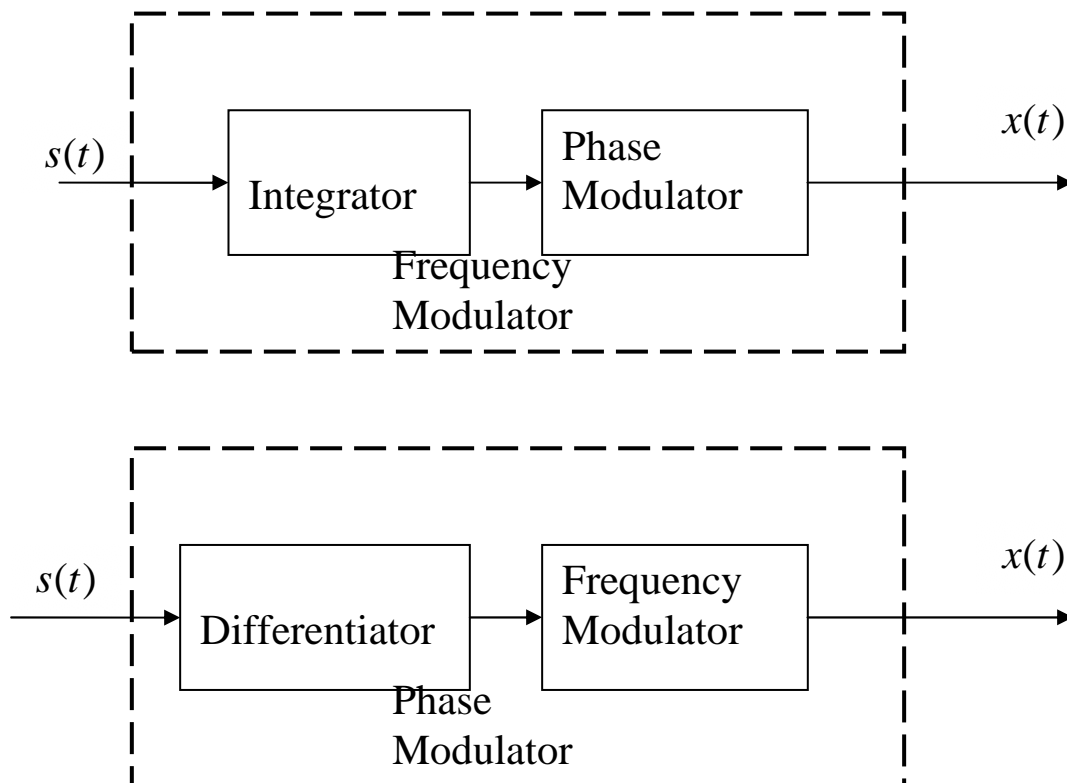 s(t)
Integrator
Phase
Modulator
x(t)
Frequency
Modulator
s(t)
Differentiator
Frequency
Modulator
x(t)
Phase
Modulator